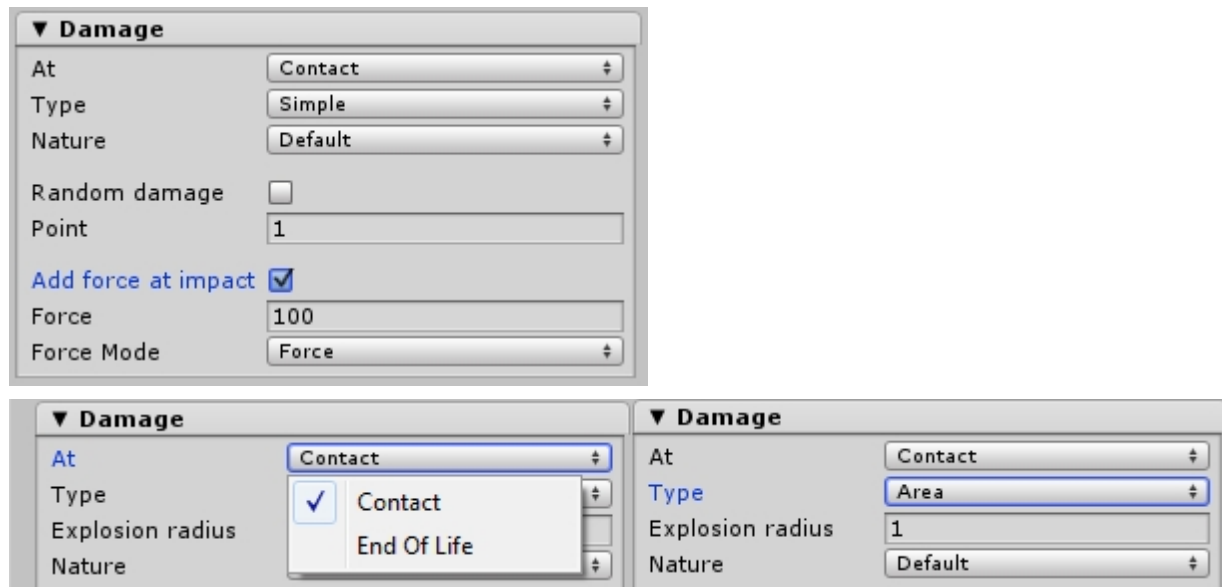 ▼ Damage
At Contact
Type Simple
Nature Default
Random damage
Point 1
Add force at impact
Force 100
Force Mode Force
▼ Damage
At Contact
Type
Contact
Explosion radius
End Of Life
Nature
▼ Damage
At Contact
Type Area
Explosion radius 1
Nature Default